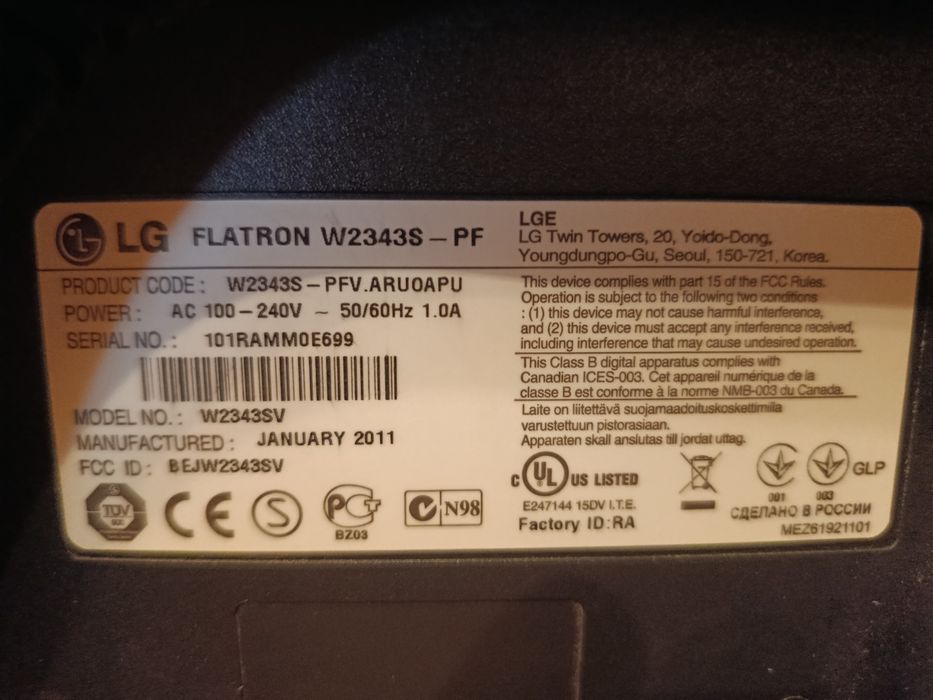 LG FLATRON W2343S – PF
PRODUCT CODE : W2343S – PFV.ARUOAPU
POWER : AC 100 – 240V ~ 50/60Hz 1.0A
SERIAL NO. : 101RAMM0E699
MODEL NO. : W2343SV
MANUFACTURED : JANUARY 2011
FCC ID : BEJW2343SV
TÜV
CE
S
РСТ
BZ03
N98
LGE
LG Twin Towers, 20, Yoido-Dong,
Youngdungpo-Gu, Seoul, 150-721, Korea.
This device complies with part 15 of the FCC Rules.
Operation is subject to the following two conditions
: (1) this device may not cause harmful interference,
and (2) this device must accept any interference received,
including interference that may cause undesired operation.
This Class B digital apparatus complies with
Canadian ICES-003. Cet appareil numérique de la
classe B est conforme à la norme NMB-003 du Canada.
Laite on liitettävä suojamaadoituskoskettimilla
varustettuun pistorasiaan.
Apparaten skall anslutas till jordat uttag.
c UL US LISTED
E247144 15DV I.T.E.
Factory ID:RA
GLP
001 003
СДЕЛАНО В РОССИИ
MEZ61921101